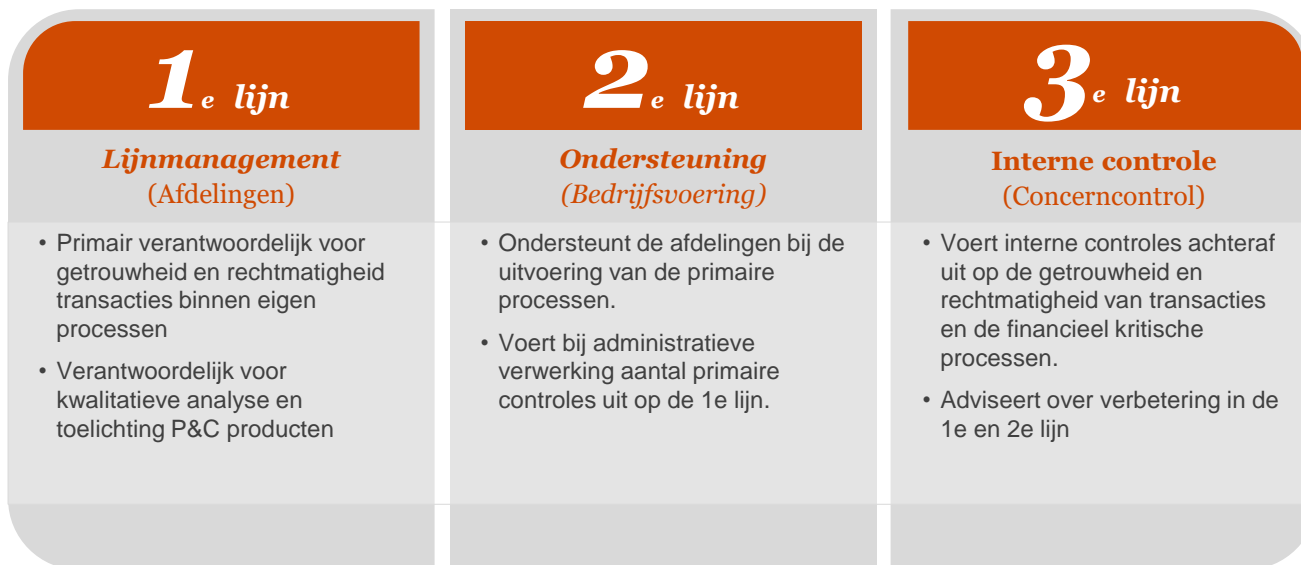 1e lijn
Lijnmanagement
(Afdelingen)
• Primair verantwoordelijk voor
getrouwheid en rechtmatigheid
transacties binnen eigen
processen
• Verantwoordelijk voor
kwalitatieve analyse en
toelichting P&C producten
2e lijn
Ondersteuning
(Bedrijfsvoering)
• Ondersteunt de afdelingen bij de
uitvoering van de primaire
processen.
• Voert bij administratieve
verwerking aantal primaire
controles uit op de 1e lijn.
3e lijn
Interne controle
(Concerncontrol)
• Voert interne controles achteraf
uit op de getrouwheid en
rechtmatigheid van transacties
en de financieel kritische
processen.
• Adviseert over verbetering in de
1e en 2e lijn